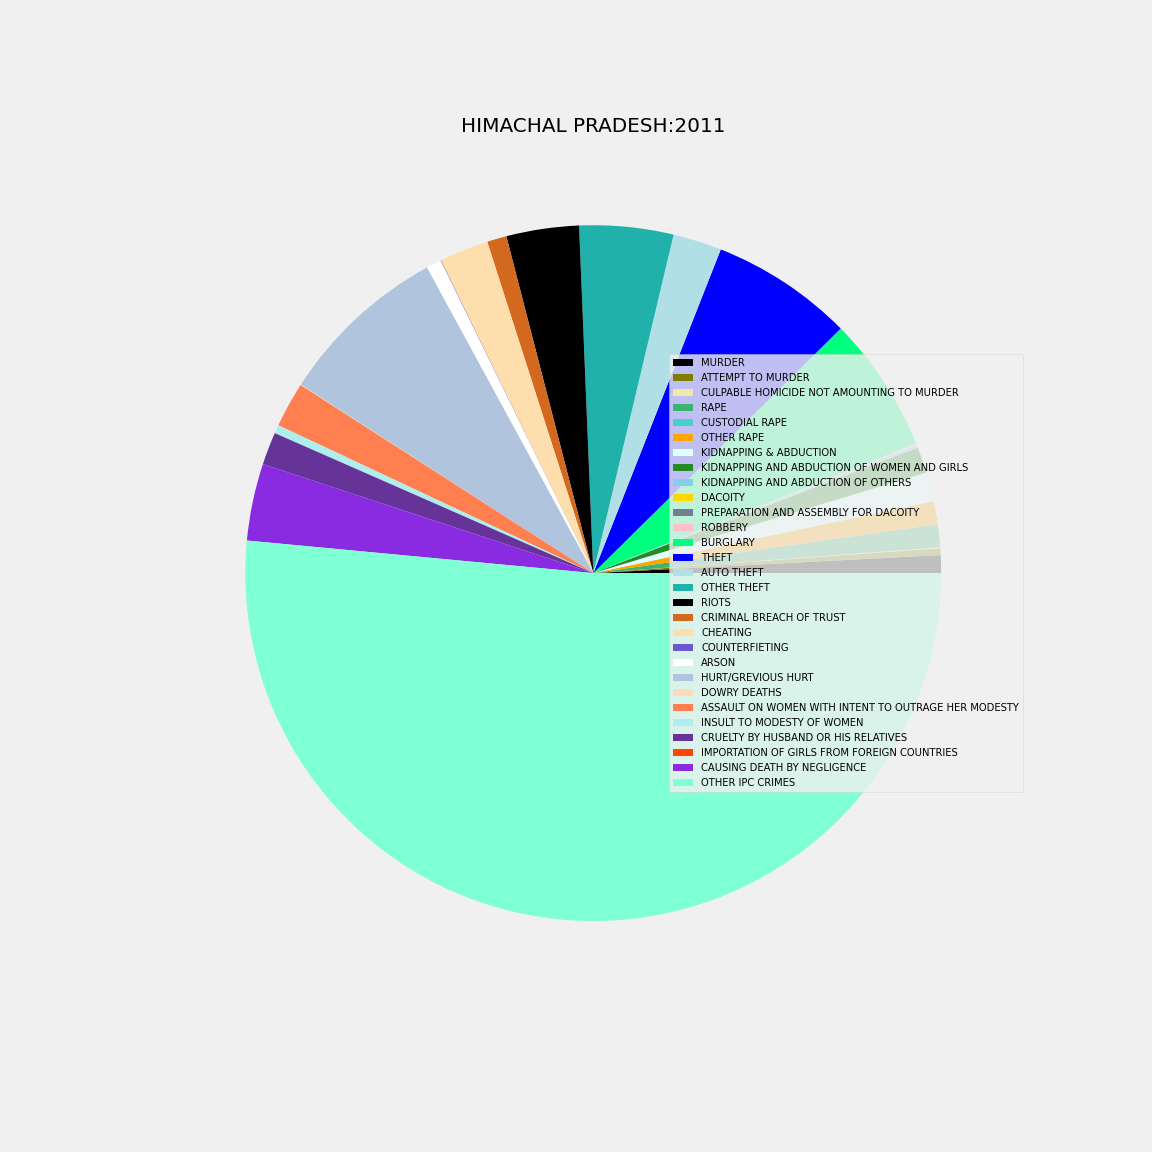 HIMACHAL PRADESH:2011
MURDER
ATTEMPT TO MURDER
CULPABLE HOMICIDE NOT AMOUNTING TO MURDER
RAPE
CUSTODIAL RAPE
OTHER RAPE
KIDNAPPING & ABDUCTION
KIDNAPPING AND ABDUCTION OF WOMEN AND GIRLS
KIDNAPPING AND ABDUCTION OF OTHERS
DACOITY
PREPARATION AND ASSEMBLY FOR DACOITY
ROBBERY
BURGLARY
THEFT
AUTO THEFT
OTHER THEFT
RIOTS
CRIMINAL BREACH OF TRUST
CHEATING
COUNTERFIETING
ARSON
HURT/GREVIOUS HURT
DOWRY DEATHS
ASSAULT ON WOMEN WITH INTENT TO OUTRAGE HER MODESTY
INSULT TO MODESTY OF WOMEN
CRUELTY BY HUSBAND OR HIS RELATIVES
IMPORTATION OF GIRLS FROM FOREIGN COUNTRIES
CAUSING DEATH BY NEGLIGENCE
OTHER IPC CRIMES